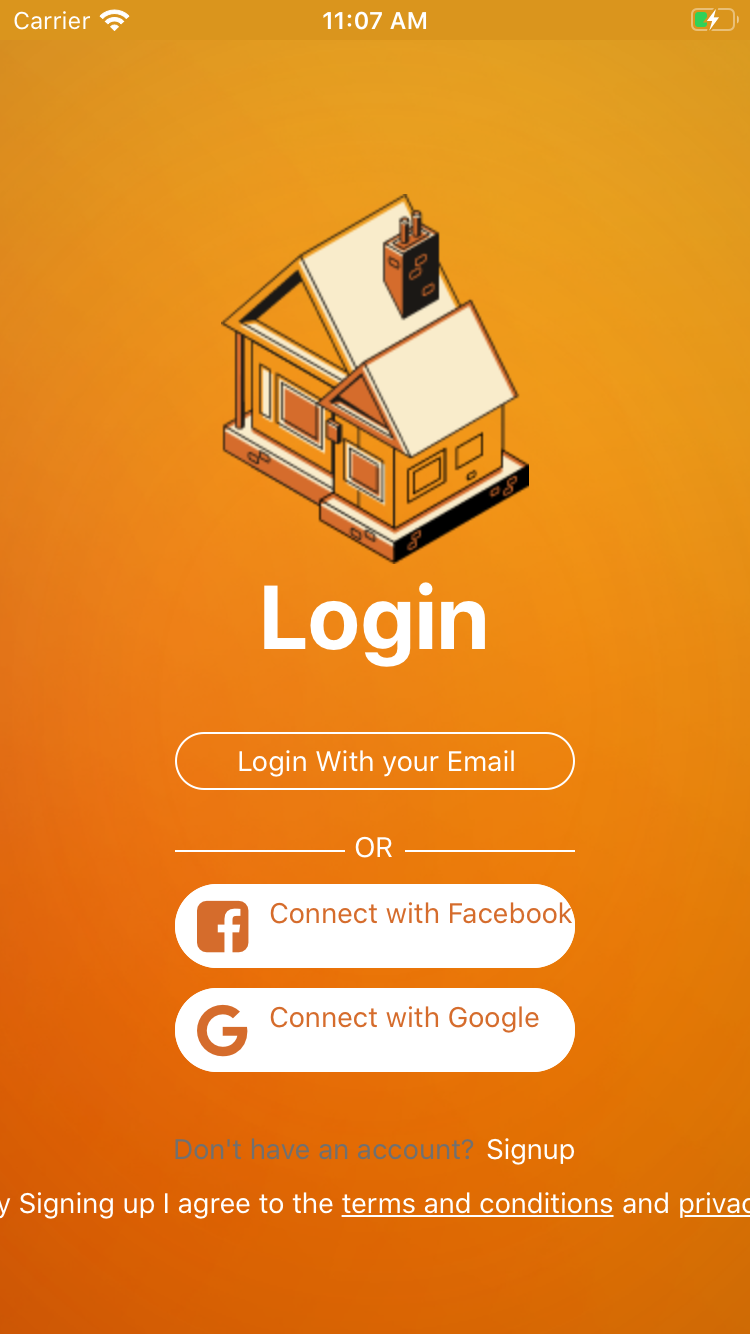 Carrier 11:07 AM
Login
Login With your Email
OR
Connect with Facebook
Connect with Google
Don't have an account? Signup
y Signing up I agree to the terms and conditions and privac